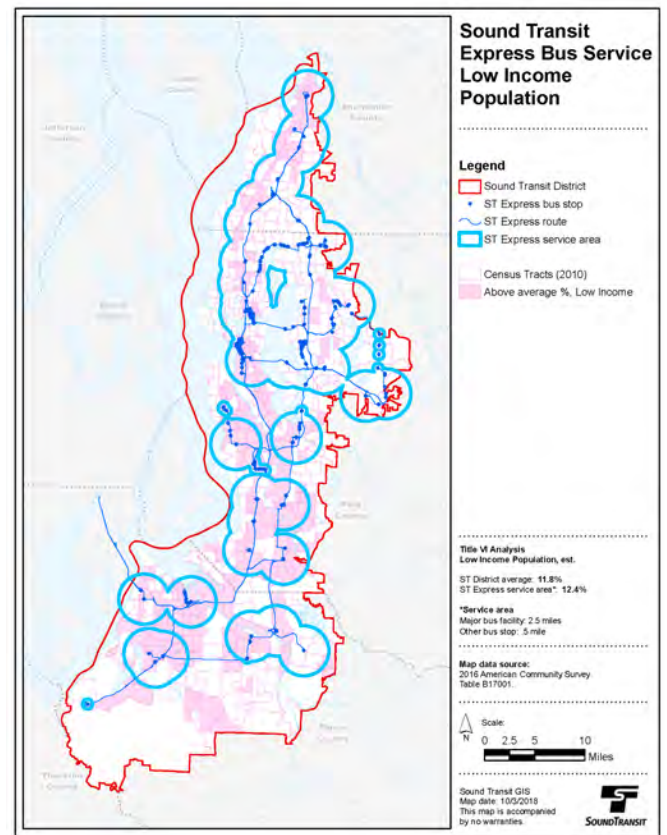 Sound Transit
Express Bus Service
Low Income
Population
Legend
Sound Transit District
ST Express bus stop
ST Express route
ST Express service area
Census Tracts (2010)
Above average %, Low Income
Title VI Analysis
Low Income Population, est.
ST District average: 11.8%
ST Express service area*: 12.4%
*Service area
Major bus facility: 2.5 miles
Other bus stop: .5 mile
Map data source:
2016 American Community Survey
Table B17001.
N
Scale:
0 2.5 5 10
Miles
Sound Transit GIS
Map date: 10/3/2018
This map is accompanied
by no warranties.
SOUNDTRANSIT